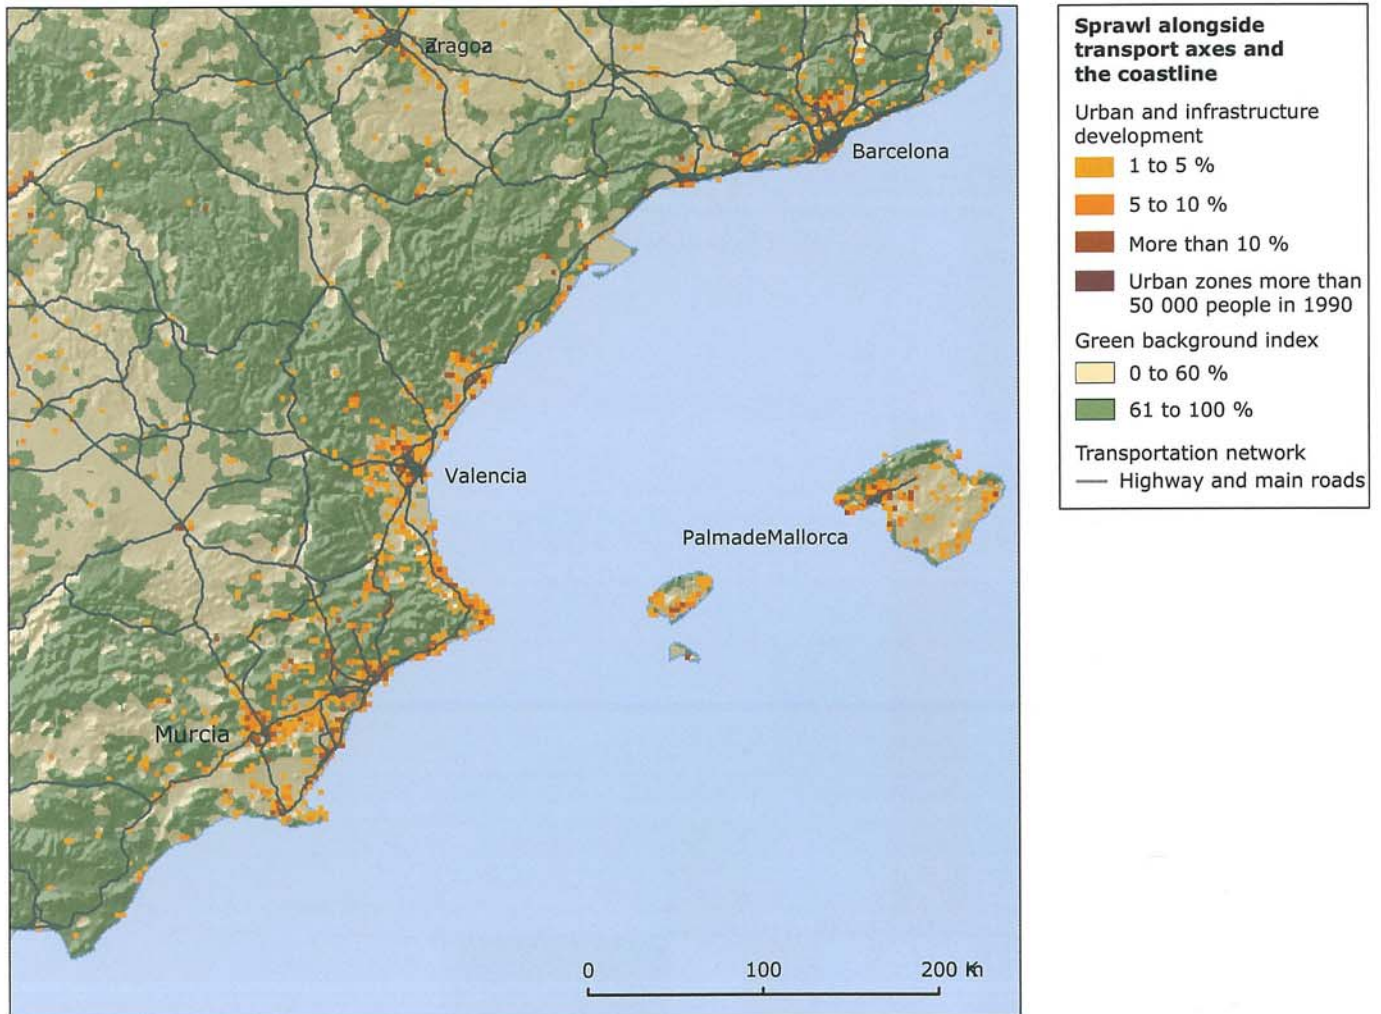 Zragoza
Barcelona
Valencia
PalmadeMallorca
Murcia
0 100 200 Km
Sprawl alongside
transport axes and
the coastline
Urban and infrastructure
development
1 to 5 %
5 to 10 %
More than 10 %
Urban zones more than
50 000 people in 1990
Green background index
0 to 60 %
61 to 100 %
Transportation network
Highway and main roads